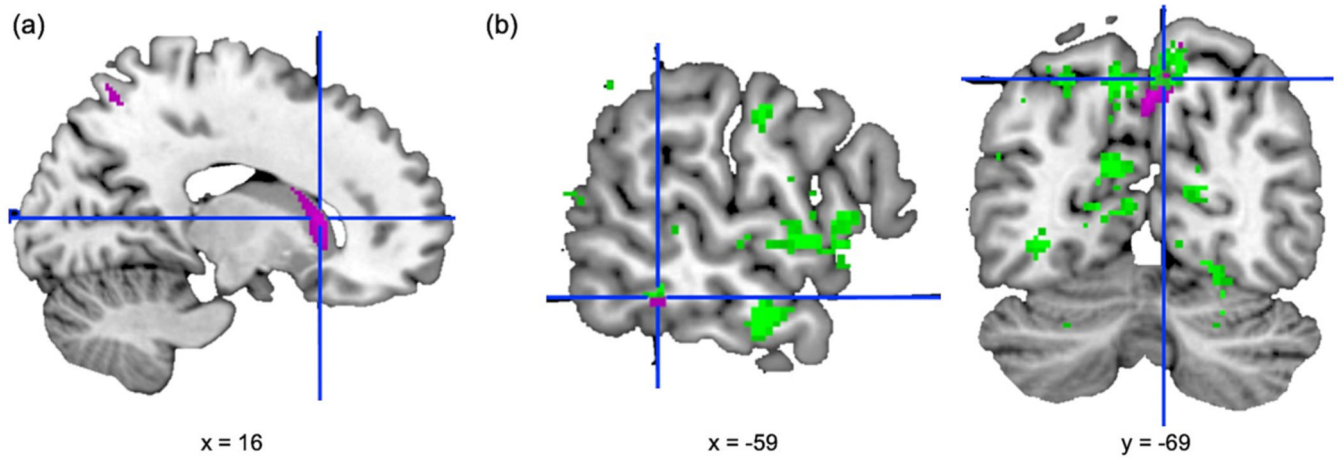 (a)
(b)
x = 16
x = -59
y = -69